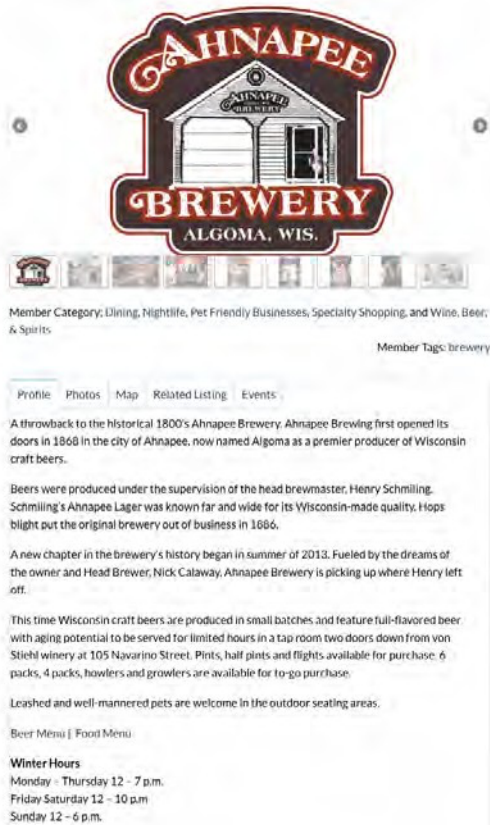 AHNAPEE
AHNAPEE
BREWERY
BREWERY
ALGOMA, WIS.
Member Category: Dining, Nightlife, Pet Friendly Businesses, Specialty Shopping, and Wine, Beer,
& Spirits
Member Tags: brewery
Profile Photos Map Related Listing Events
A throwback to the historical 1800's Ahnapee Brewery. Ahnapee Brewing first opened its
doors in 1868 in the city of Ahnapee, now named Algoma as a premier producer of Wisconsin
craft beers.
Beers were produced under the supervision of the head brewmaster, Henry Schmiling.
Schmiling's Ahnapee Lager was known far and wide for its Wisconsin-made quality. Hops
blight put the original brewery out of business in 1886.
A new chapter in the brewery's history began in summer of 2013. Fueled by the dreams of
the owner and Head Brewer, Nick Calaway, Ahnapee Brewery is picking up where Henry left
off.
This time Wisconsin craft beers are produced in small batches and feature full-flavored beer
with aging potential to be served for limited hours in a tap room two doors down from von
Stiehl winery at 105 Navarino Street. Pints, half pints and flights available for purchase. 6
packs, 4 packs, howlers and growlers are available for to-go purchase.
Leashed and well-mannered pets are welcome in the outdoor seating areas.
Beer Menu | Food Menu
Winter Hours
Monday - Thursday 12 - 7 p.m.
Friday Saturday 12 - 10 p.m
Sunday 12 - 6 p.m.